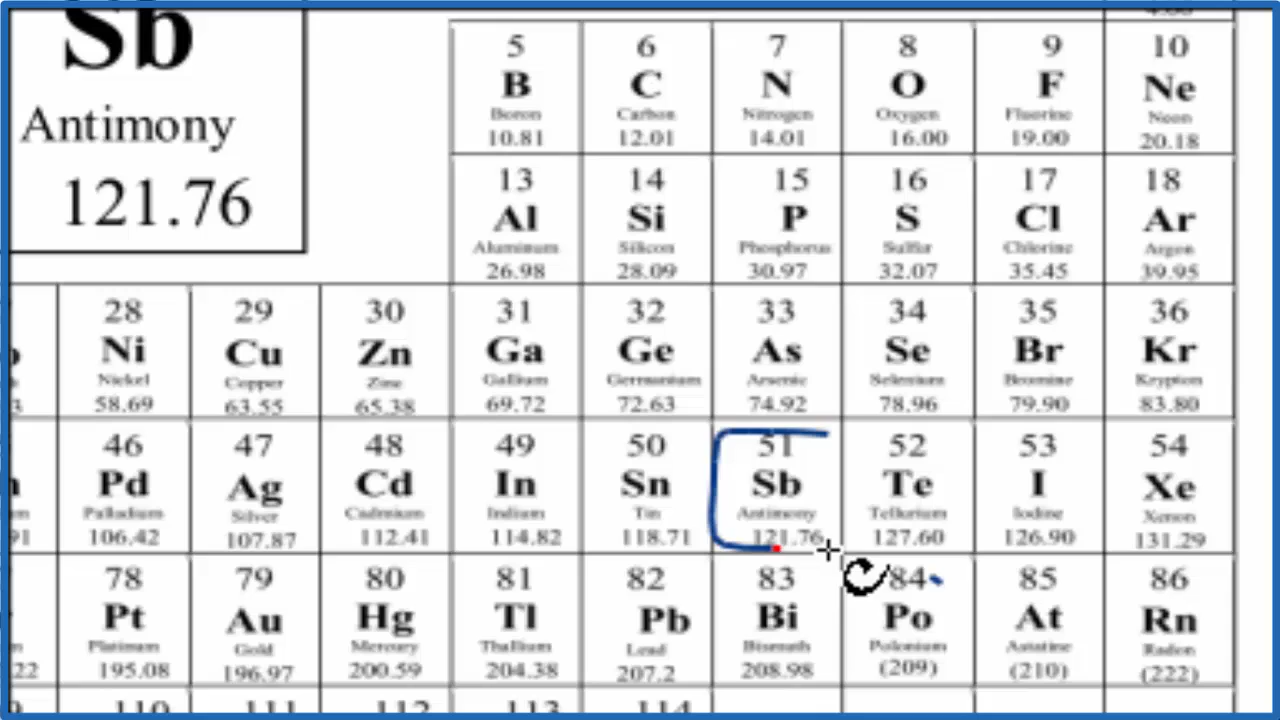 Sb
Antimony
121.76
5 6 7 8 9 10
B C N O F Ne
Boron Carbon Nitrogen Oxygen Fluorine Neon
10.81 12.01 14.01 16.00 19.00 20.18
13 14 15 16 17 18
Al Si P S Cl Ar
Aluminum Silicon Phosphorus Sulfur Chlorine Argon
26.98 28.09 30.97 32.07 35.45 39.95
28 29 30 31 32 33 34 35 36
Ni Cu Zn Ga Ge As Se Br Kr
Nickel Copper Zinc Gallium Germanium Arsenic Selenium Bromine Krypton
58.69 63.55 65.38 69.72 72.63 74.92 78.96 79.90 83.80
46 47 48 49 50 51 52 53 54
Pd Ag Cd In Sn Sb Te I Xe
Palladium Silver Cadmium Indium Tin Antimony Tellurium Iodine Xenon
91 106.42 107.87 112.41 114.82 118.71 121.76 127.60 126.90 131.29
78 79 80 81 82 83 84 85 86
Pt Au Hg Tl Pb Bi Po At Rn
Platinum Gold Mercury Thallium Lead Bismuth Polonium Astatine Radon
22 195.08 196.97 200.59 204.38 207.2 208.98 (209) (210) (222)
110 111 112 113 114